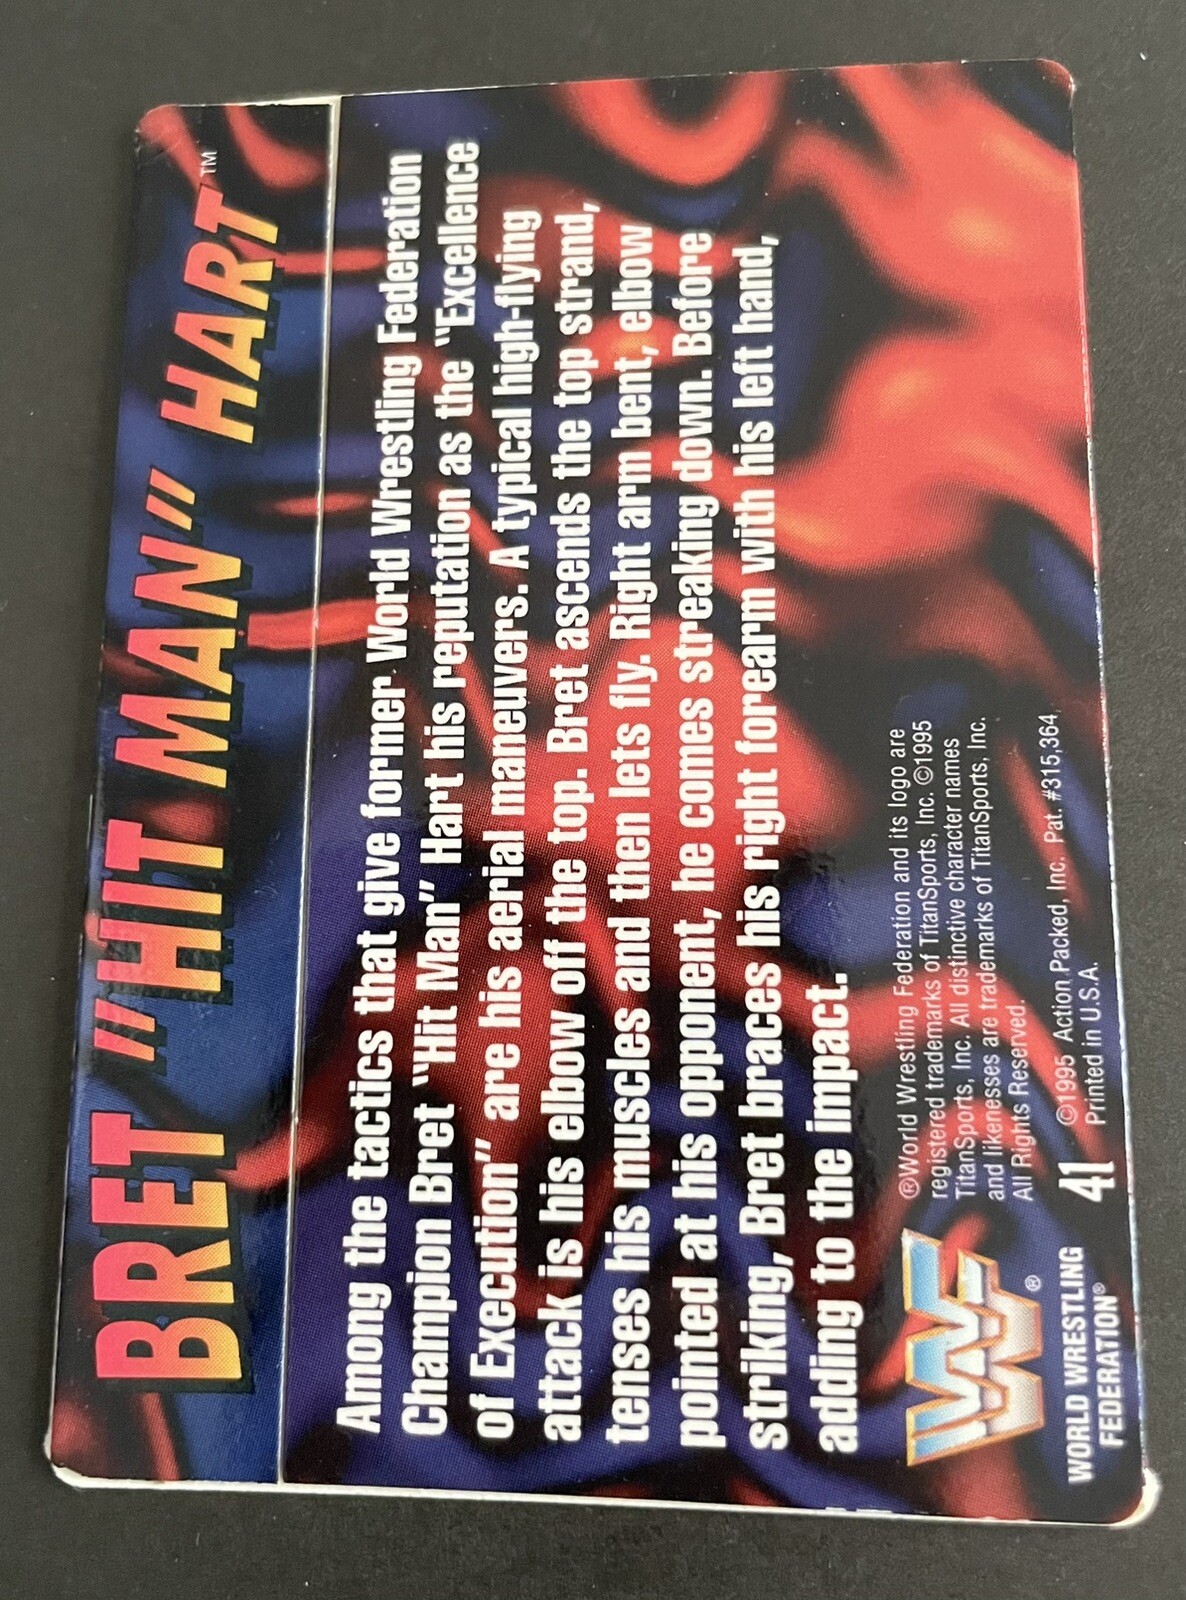 BRET "HIT MAN" HART™
Among the tactics that give former World Wrestling Federation
Champion Bret "Hit Man" Hart his reputation as the "Excellence
of Execution" are his aerial maneuvers. A typical high-flying
attack is his elbow off the top. Bret ascends the top strand,
tenses his muscles and then lets fly. Right arm bent, elbow
pointed at his opponent, he comes streaking down. Before
striking, Bret braces his right forearm with his left hand,
adding to the impact.
®World Wrestling Federation and its logo are
registered trademarks of TitanSports, Inc. ©1995
TitanSports, Inc. All distinctive character names
and likenesses are trademarks of TitanSports, Inc.
All Rights Reserved.
WWF®
WORLD WRESTLING
FEDERATION®
41
©1995 Action Packed, Inc. Pat. #315,364
Printed in U.S.A.